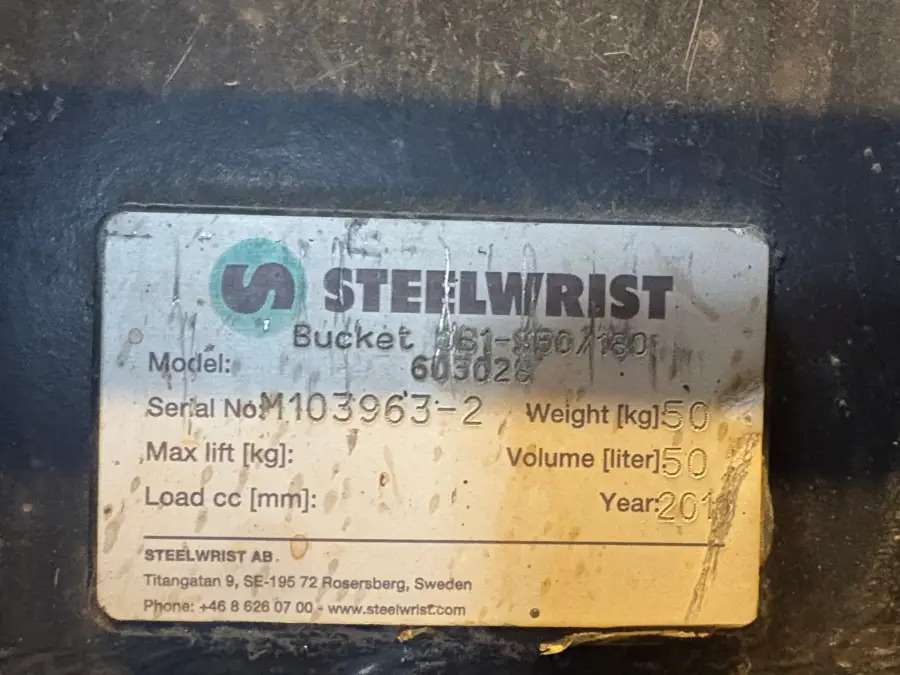 STEELWRIST
Bucket
Model:
Serial No: M103963-2 Weight [kg]: 50
Max lift [kg]: Volume [liter]: 50
Load cc [mm]: Year:
STEELWRIST AB
Titangatan 9, SE-195 72 Rosersberg, Sweden
Phone: +46 8 626 07 00 - www.steelwrist.com